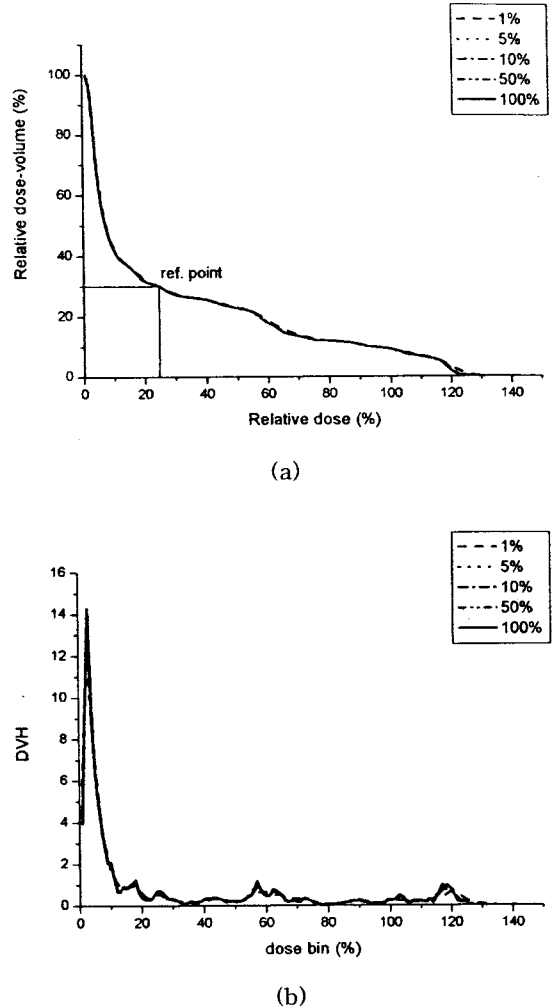 1%
5%
10%
50%
100%
100
80
60
40
20
0
Relative dose-volume (%)
ref. point
0 20 40 60 80 100 120 140
Relative dose (%)
(a)
1%
5%
10%
50%
100%
16
14
12
10
8
6
4
2
0
DVH
0 20 40 60 80 100 120 140
dose bin (%)
(b)